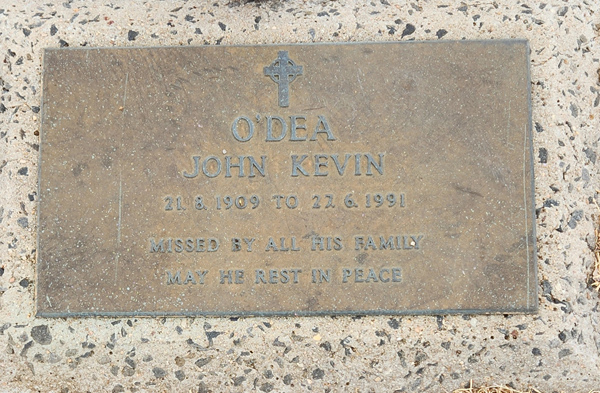 O'DEA
JOHN KEVIN
21.8.1909 TO 27.6.1991
MISSED BY ALL HIS FAMILY
MAY HE REST IN PEACE